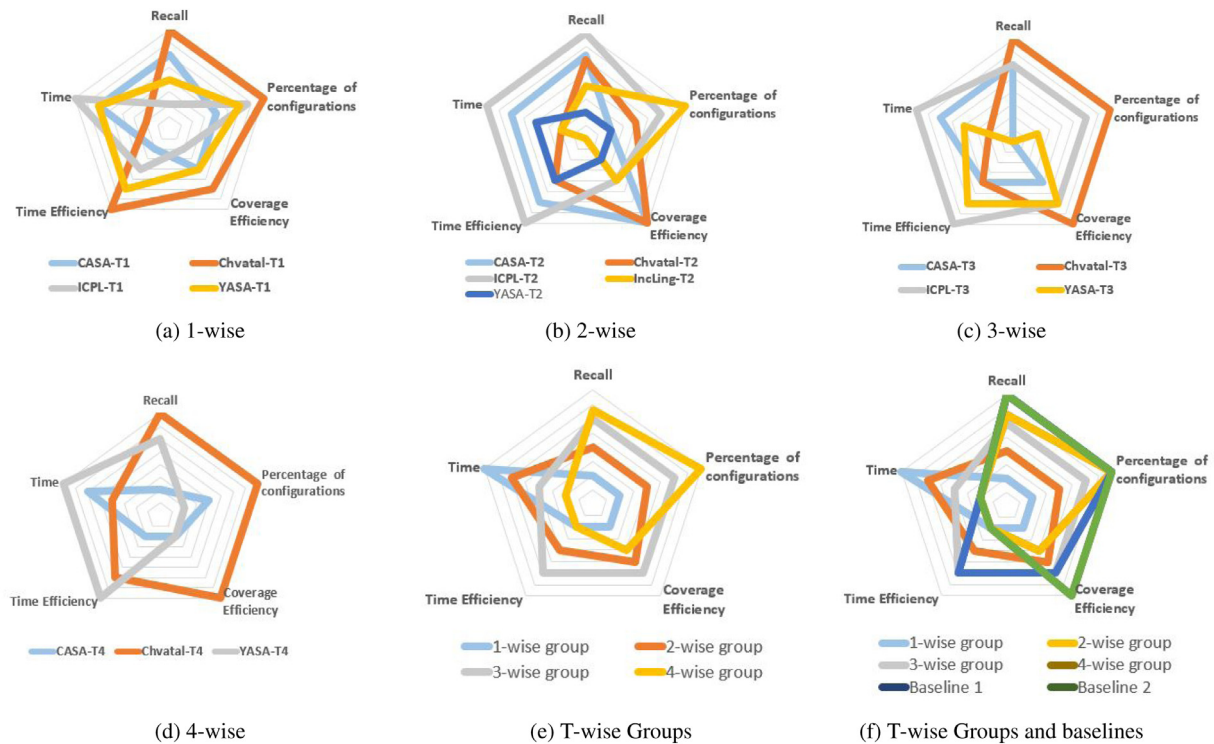 Recall
Percentage of
configurations
Coverage
Efficiency
Time Efficiency
Time
CASA-T1
Chvatal-T1
ICPL-T1
YASA-T1
(a) 1-wise
Recall
Percentage of
configurations
Coverage
Efficiency
Time Efficiency
Time
CASA-T2
Chvatal-T2
ICPL-T2
IncLing-T2
YASA-T2
(b) 2-wise
Recall
Percentage of
configurations
Coverage Efficiency
Time Efficiency
Time
CASA-T3
Chvatal-T3
ICPL-T3
YASA-T3
(c) 3-wise
Recall
Percentage of
configurations
Coverage
Efficiency
Time Efficiency
Time
CASA-T4
Chvatal-T4
YASA-T4
(d) 4-wise
Recall
Percentage of
configurations
Coverage
Efficiency
Time Efficiency
Time
1-wise group
2-wise group
3-wise group
4-wise group
(e) T-wise Groups
Recall
Percentage of
configurations
Coverage
Efficiency
Time Efficiency
Time
1-wise group
2-wise group
3-wise group
4-wise group
Baseline 1
Baseline 2
(f) T-wise Groups and baselines